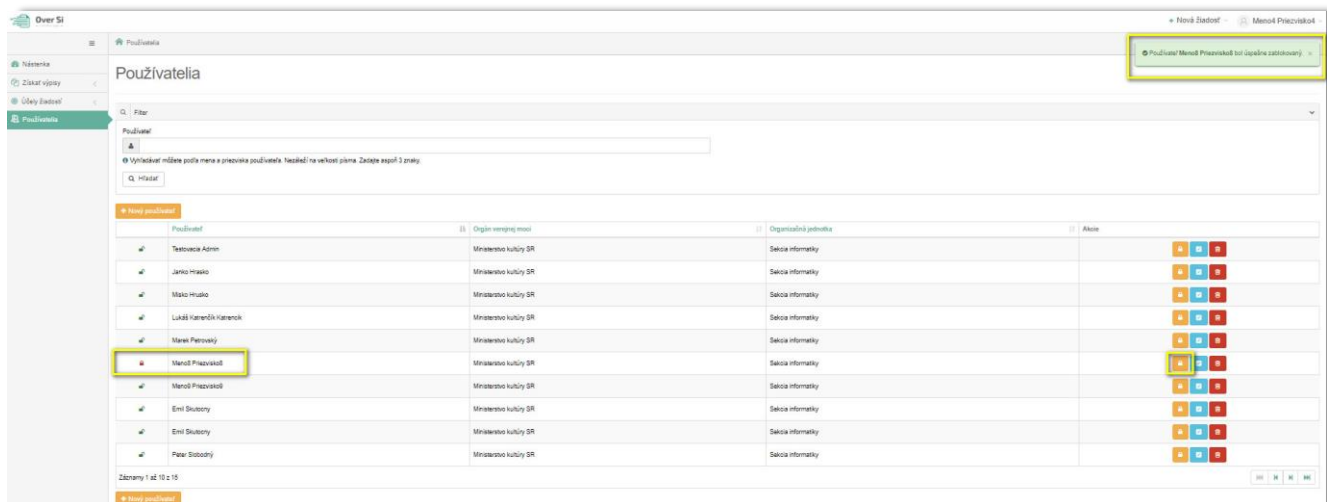 Over Si
Nová žiadosť
Meno4 Priezvisko4
Používatelia
Používateľ Meno8 Priezvisko8 bol úspešne zablokovaný.
Nástenka
Získať výpisy
Účely žiadostí
Používatelia
Používatelia
Filter
Používateľ
Vyhľadávať môžete podľa mena a priezviska používateľa. Nezáleží na veľkosti písma. Zadajte aspoň 3 znaky.
Hľadať
Nový používateľ
Používateľ Orgán verejnej moci Organizačná jednotka Akcie
Testovacia Admin Ministerstvo kultúry SR Sekcia informatiky
Janko Hrasko Ministerstvo kultúry SR Sekcia informatiky
Misko Hrusko Ministerstvo kultúry SR Sekcia informatiky
Lukáš Katrenčík Katrencik Ministerstvo kultúry SR Sekcia informatiky
Marek Petrovský Ministerstvo kultúry SR Sekcia informatiky
Meno8 Priezvisko8 Ministerstvo kultúry SR Sekcia informatiky
Meno9 Priezvisko9 Ministerstvo kultúry SR Sekcia informatiky
Emil Skutocny Ministerstvo kultúry SR Sekcia informatiky
Emil Skutocny Ministerstvo kultúry SR Sekcia informatiky
Peter Slobodný Ministerstvo kultúry SR Sekcia informatiky
Záznamy 1 až 10 z 15
Nový používateľ